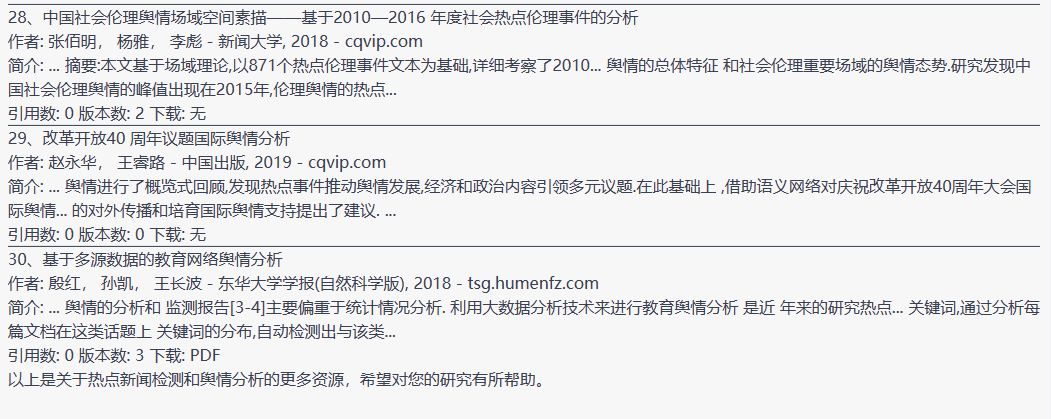 28、中国社会伦理舆情场域空间素描——基于2010—2016 年度社会热点伦理事件的分析
作者: 张佰明， 杨雅， 李彪 - 新闻大学, 2018 - cqvip.com
简介: ... 摘要:本文基于场域理论,以871个热点伦理事件文本为基础,详细考察了2010... 舆情的总体特征 和社会伦理重要场域的舆情态势.研究发现中
国社会伦理舆情的峰值出现在2015年,伦理舆情的热点...
引用数: 0 版本数: 2 下载: 无
29、改革开放40 周年议题国际舆情分析
作者: 赵永华， 王睿路 - 中国出版, 2019 - cqvip.com
简介: ... 舆情进行了概览式回顾,发现热点事件推动舆情发展,经济和政治内容引领多元议题.在此基础上 ,借助语义网络对庆祝改革开放40周年大会国
际舆情... 的对外传播和培育国际舆情支持提出了建议. ...
引用数: 0 版本数: 0 下载: 无
30、基于多源数据的教育网络舆情分析
作者: 殷红， 孙凯， 王长波 - 东华大学学报(自然科学版), 2018 - tsg.humenfz.com
简介: ... 舆情的分析和 监测报告[3-4]主要偏重于统计情况分析. 利用大数据分析技术来进行教育舆情分析 是近 年来的研究热点... 关键词,通过分析每
篇文档在这类话题上 关键词的分布,自动检测出与该类...
引用数: 0 版本数: 3 下载: PDF
以上是关于热点新闻检测和舆情分析的更多资源，希望对您的研究有所帮助。